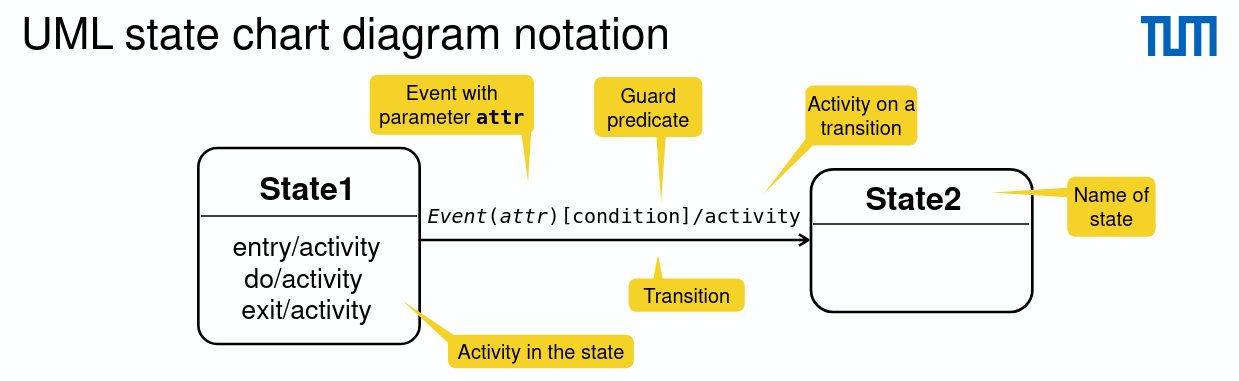 UML state chart diagram notation
TUM
Event with
parameter attr
Guard
predicate
Activity on a
transition
State1
entry/activity
do/activity
exit/activity
Event(attr)[condition]/activity
State2
Name of
state
Transition
Activity in the state